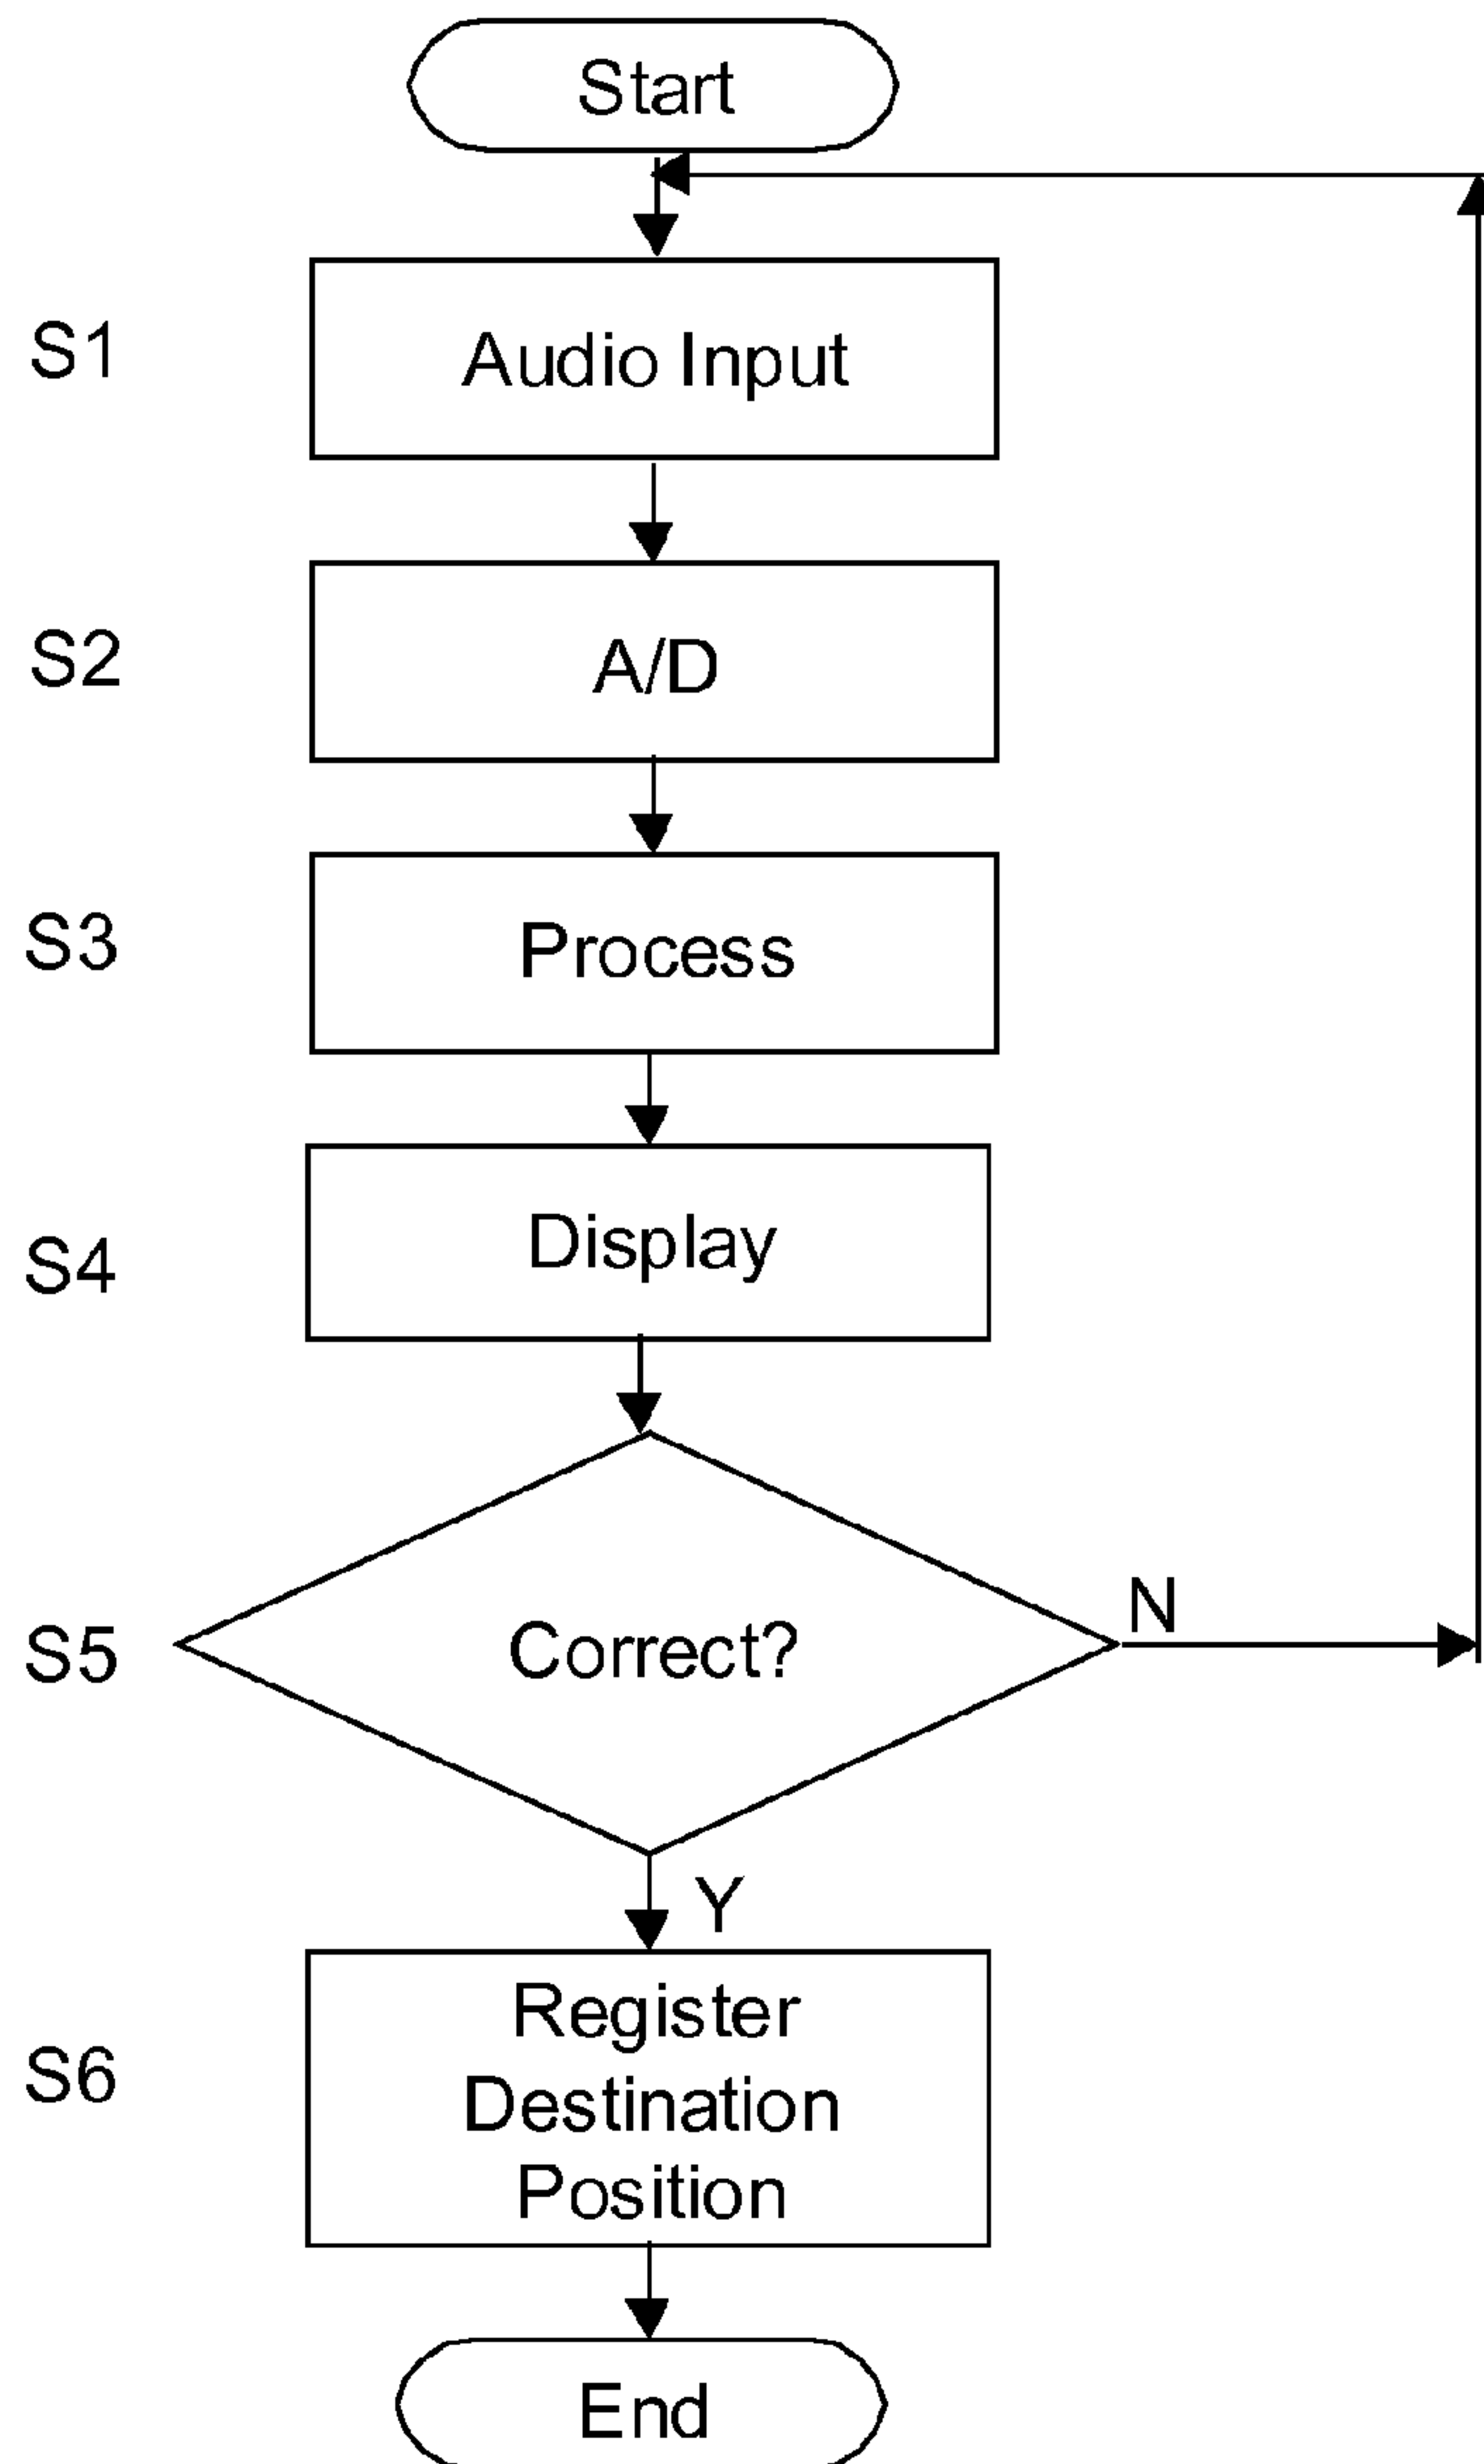 Start
S1
Audio Input
S2
A/D
S3
Process
S4
Display
S5
Correct?
N
Y
S6
Register
Destination
Position
End